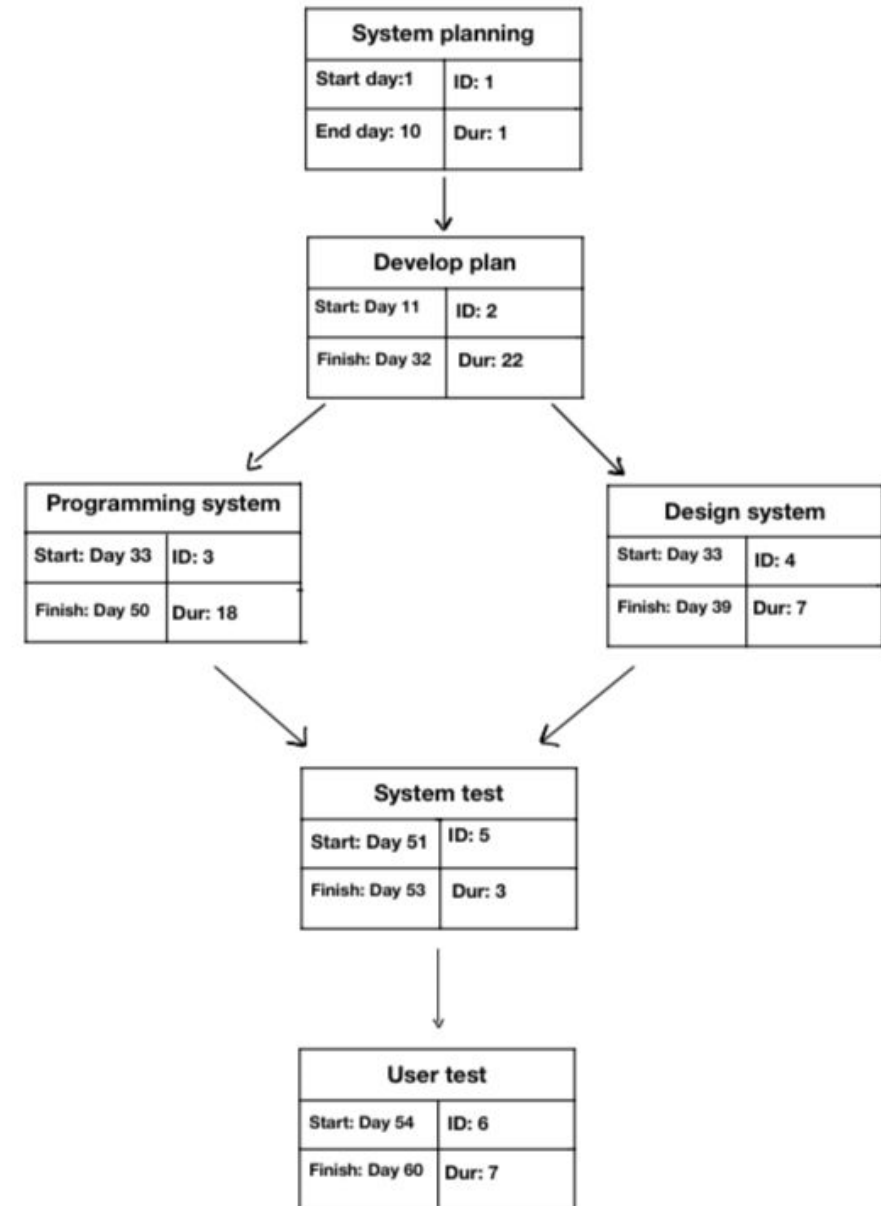 System planning
Start day:1 ID: 1
End day: 10 Dur: 1
Develop plan
Start: Day 11 ID: 2
Finish: Day 32 Dur: 22
Programming system
Start: Day 33 ID: 3
Finish: Day 50 Dur: 18
Design system
Start: Day 33 ID: 4
Finish: Day 39 Dur: 7
System test
Start: Day 51 ID: 5
Finish: Day 53 Dur: 3
User test
Start: Day 54 ID: 6
Finish: Day 60 Dur: 7